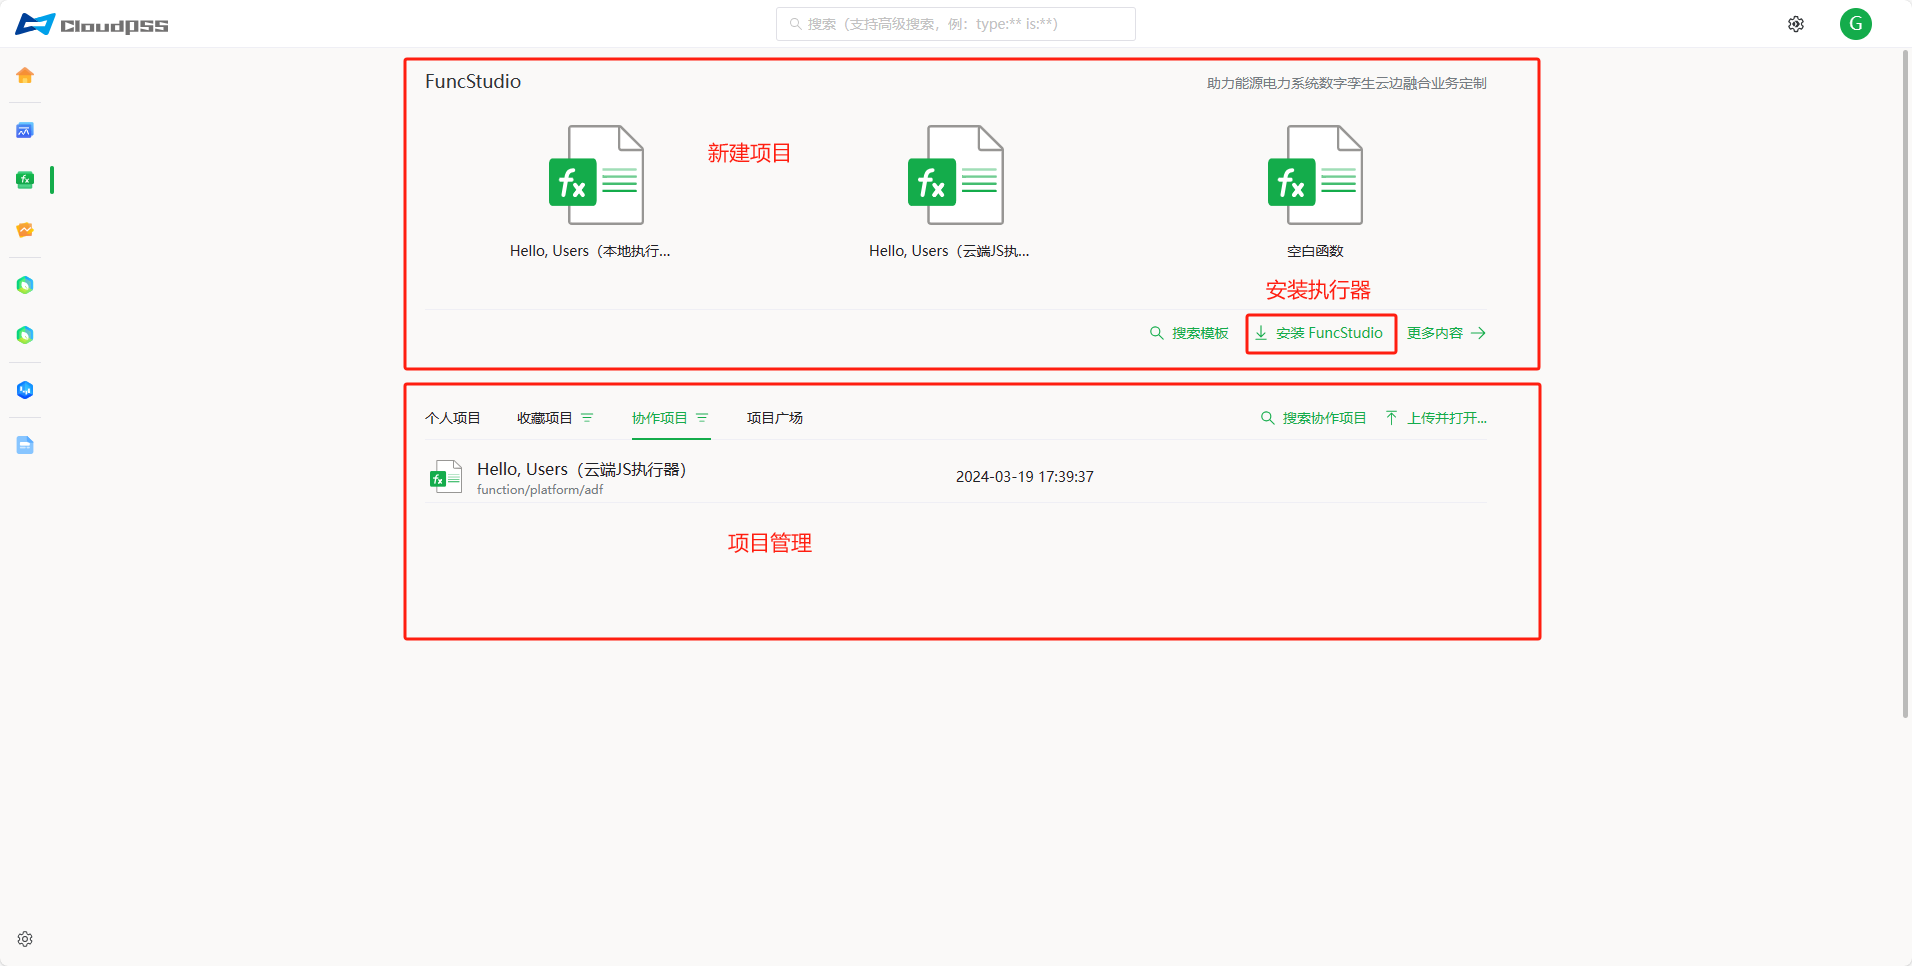 CloudPSS
搜索（支持高级搜索，例：type:** is:**）
G
FuncStudio
助力能源电力系统数字孪生云边融合业务定制
新建项目
fx
fx
fx
Hello, Users（本地执行...
Hello, Users（云端JS执...
空白函数
安装执行器
搜索模板
安装 FuncStudio
更多内容
个人项目
收藏项目
协作项目
项目广场
搜索协作项目
上传并打开...
fx
Hello, Users（云端JS执行器）
function/platform/adf
2024-03-19 17:39:37
项目管理